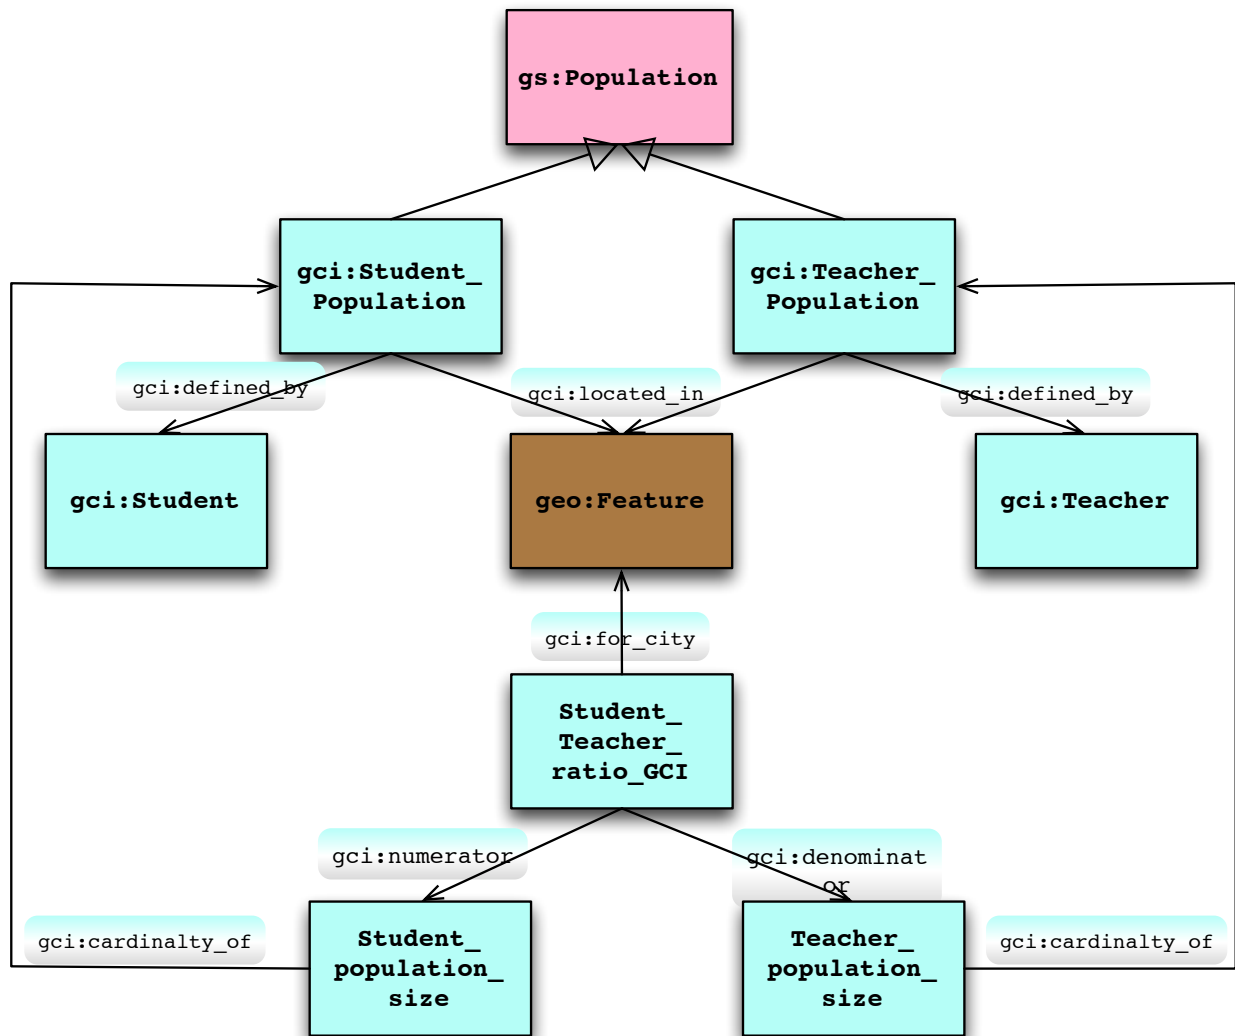 gs:Population
gci:Student_
Population
gci:Teacher_
Population
gci:defined_by
gci:located_in
gci:defined_by
gci:Student
geo:Feature
gci:Teacher
gci:for_city
Student_
Teacher_
ratio_GCI
gci:numerator
gci:denominat
or
gci:cardinalty_of
Student_
population_
size
Teacher_
population_
size
gci:cardinalty_of